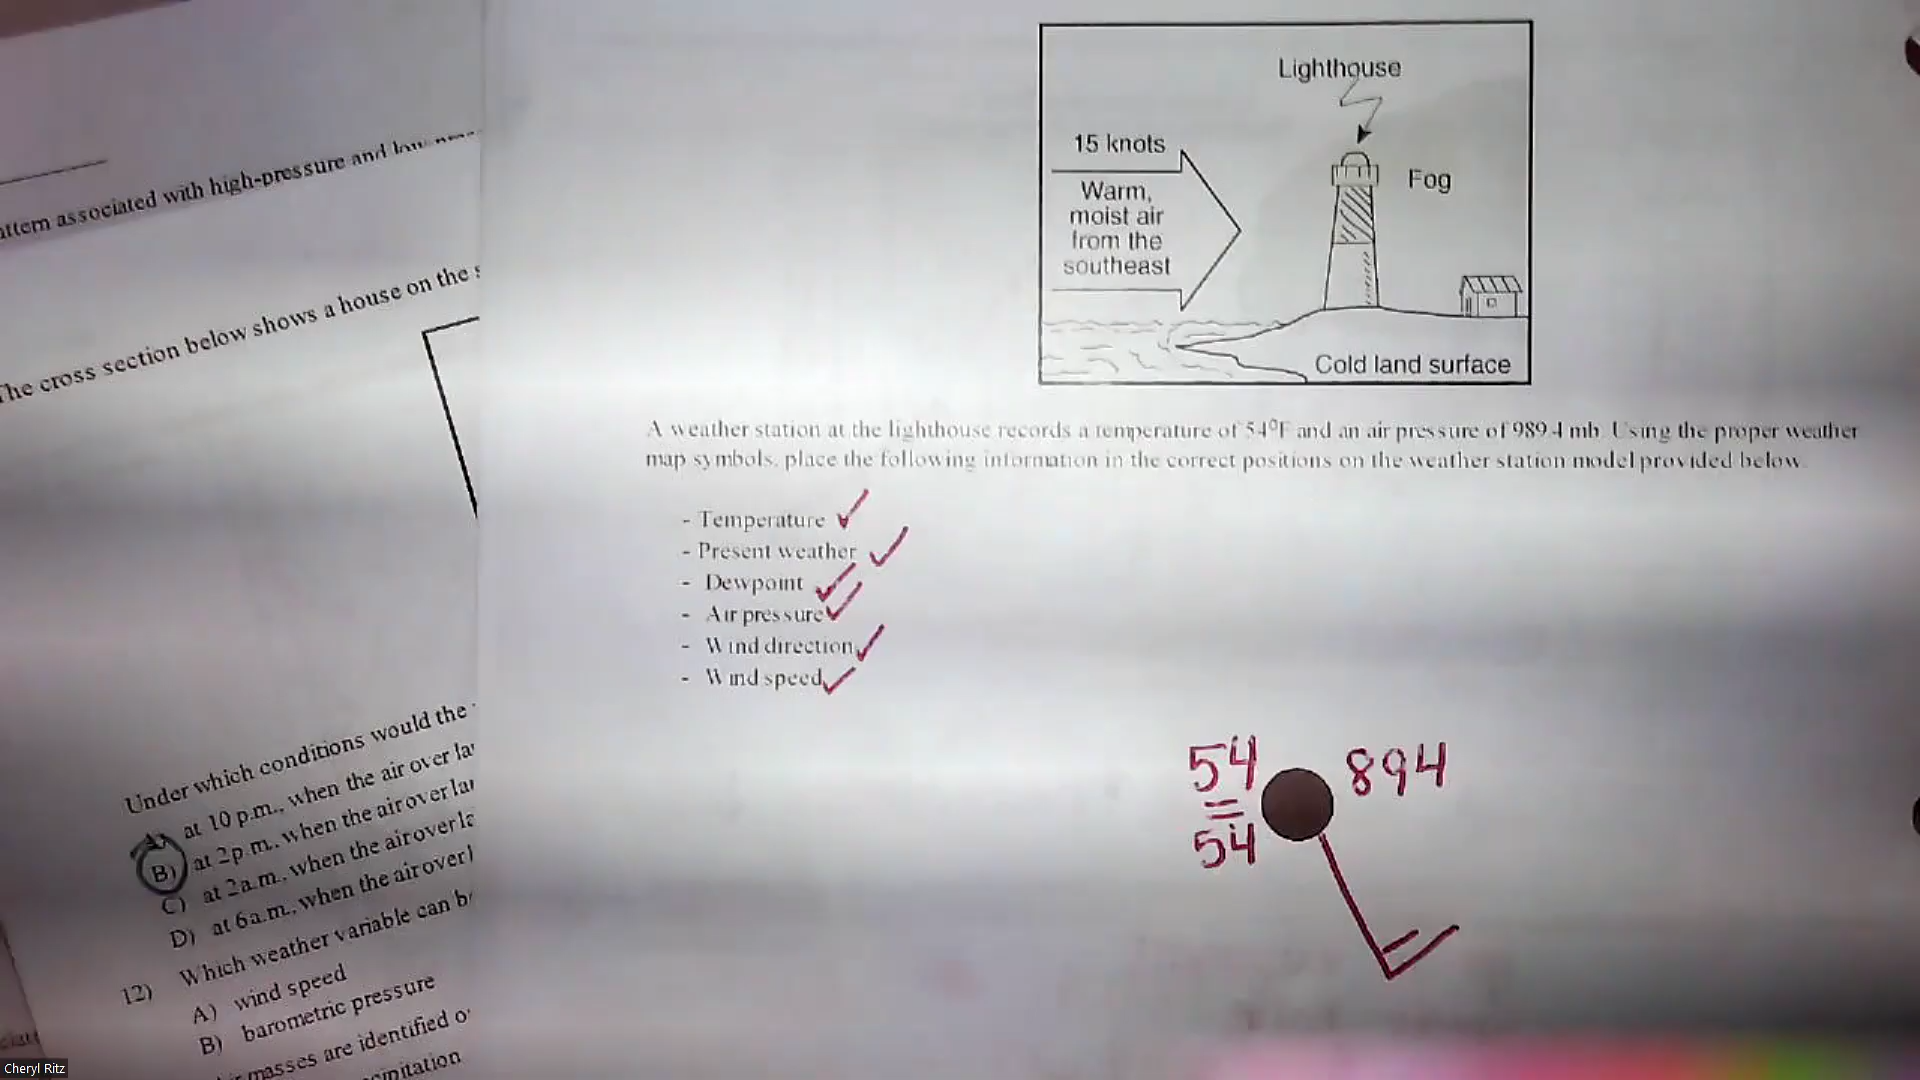 Lighthouse
15 knots
Warm,
moist air
from the
southeast
Fog
Cold land surface
A weather station at the lighthouse records a temperature of 54°F and an air pressure of 989.4 mb. Using the proper weather
map symbols, place the following information in the correct positions on the weather station model provided below.
- Temperature
- Present weather
- Dewpoint
- Air pressure
- Wind direction
- Wind speed
54
894
=
54
associated with high-pressure and
The cross section below shows a house on the
Under which conditions would the
A) at 10 p.m., when the air over
B) at 2p.m., when the air over
C) at 2a.m., when the air over
D) at 6a.m., when the air over
12) Which weather variable can
A) wind speed
B) barometric pressure
masses are identified
Cheryl Ritz